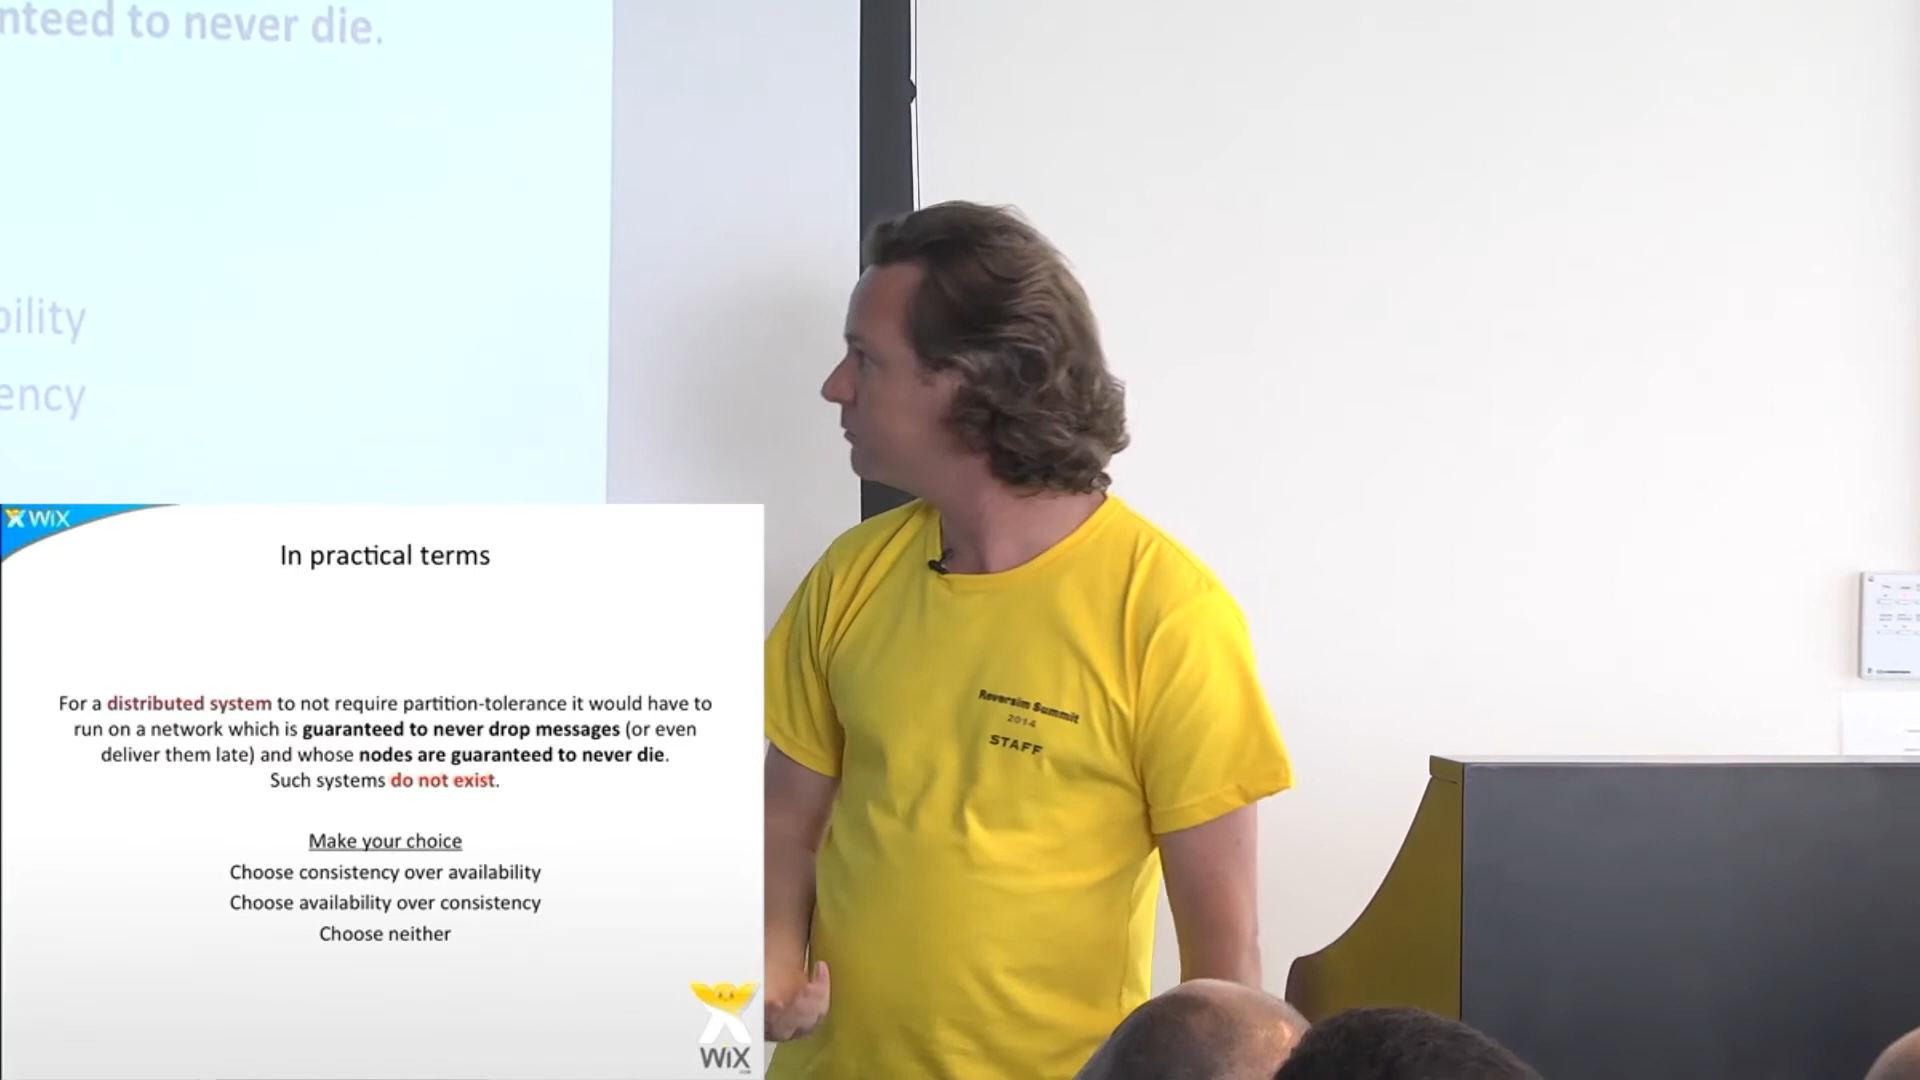 nteed to never die.
bility
ency
WiX
In practical terms
For a distributed system to not require partition-tolerance it would have to
run on a network which is guaranteed to never drop messages (or even
deliver them late) and whose nodes are guaranteed to never die.
Such systems do not exist.
Make your choice
Choose consistency over availability
Choose availability over consistency
Choose neither
WiX
Reversim Summit
2014
STAFF